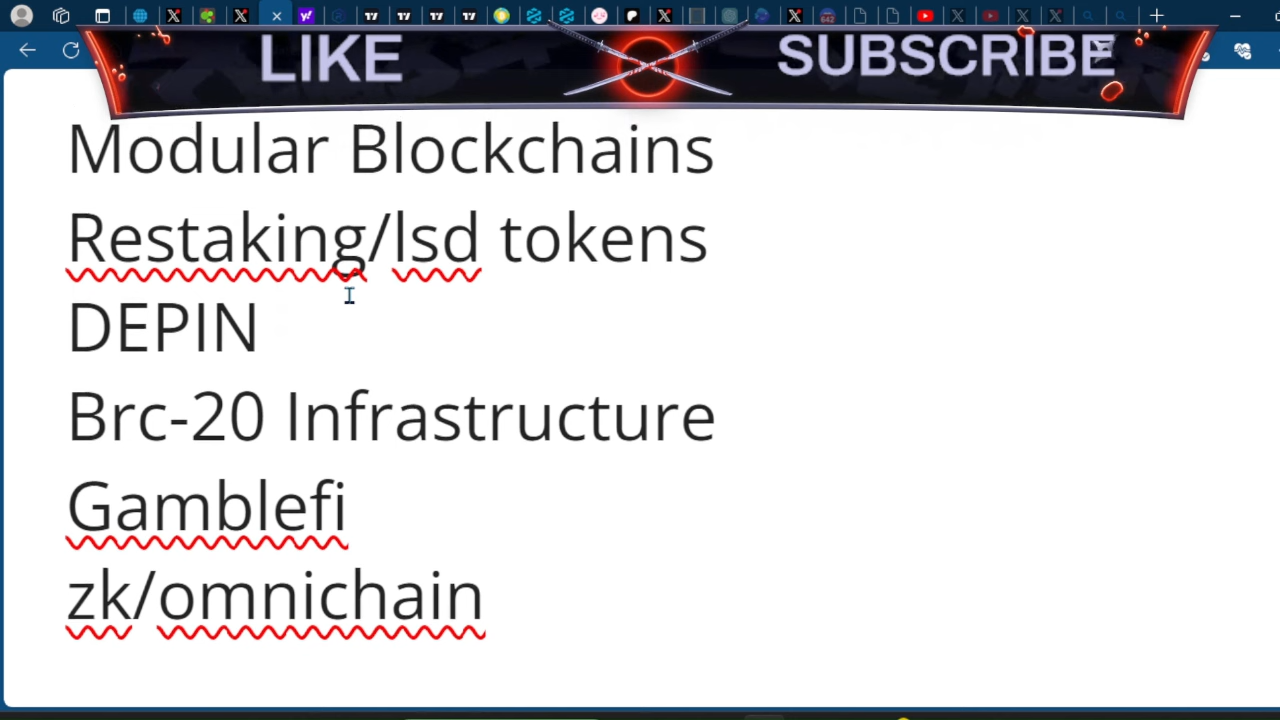 LIKE SUBSCRIBE
Modular Blockchains
Restaking/lsd tokens
DEPIN
Brc-20 Infrastructure
Gamblefi
zk/omnichain